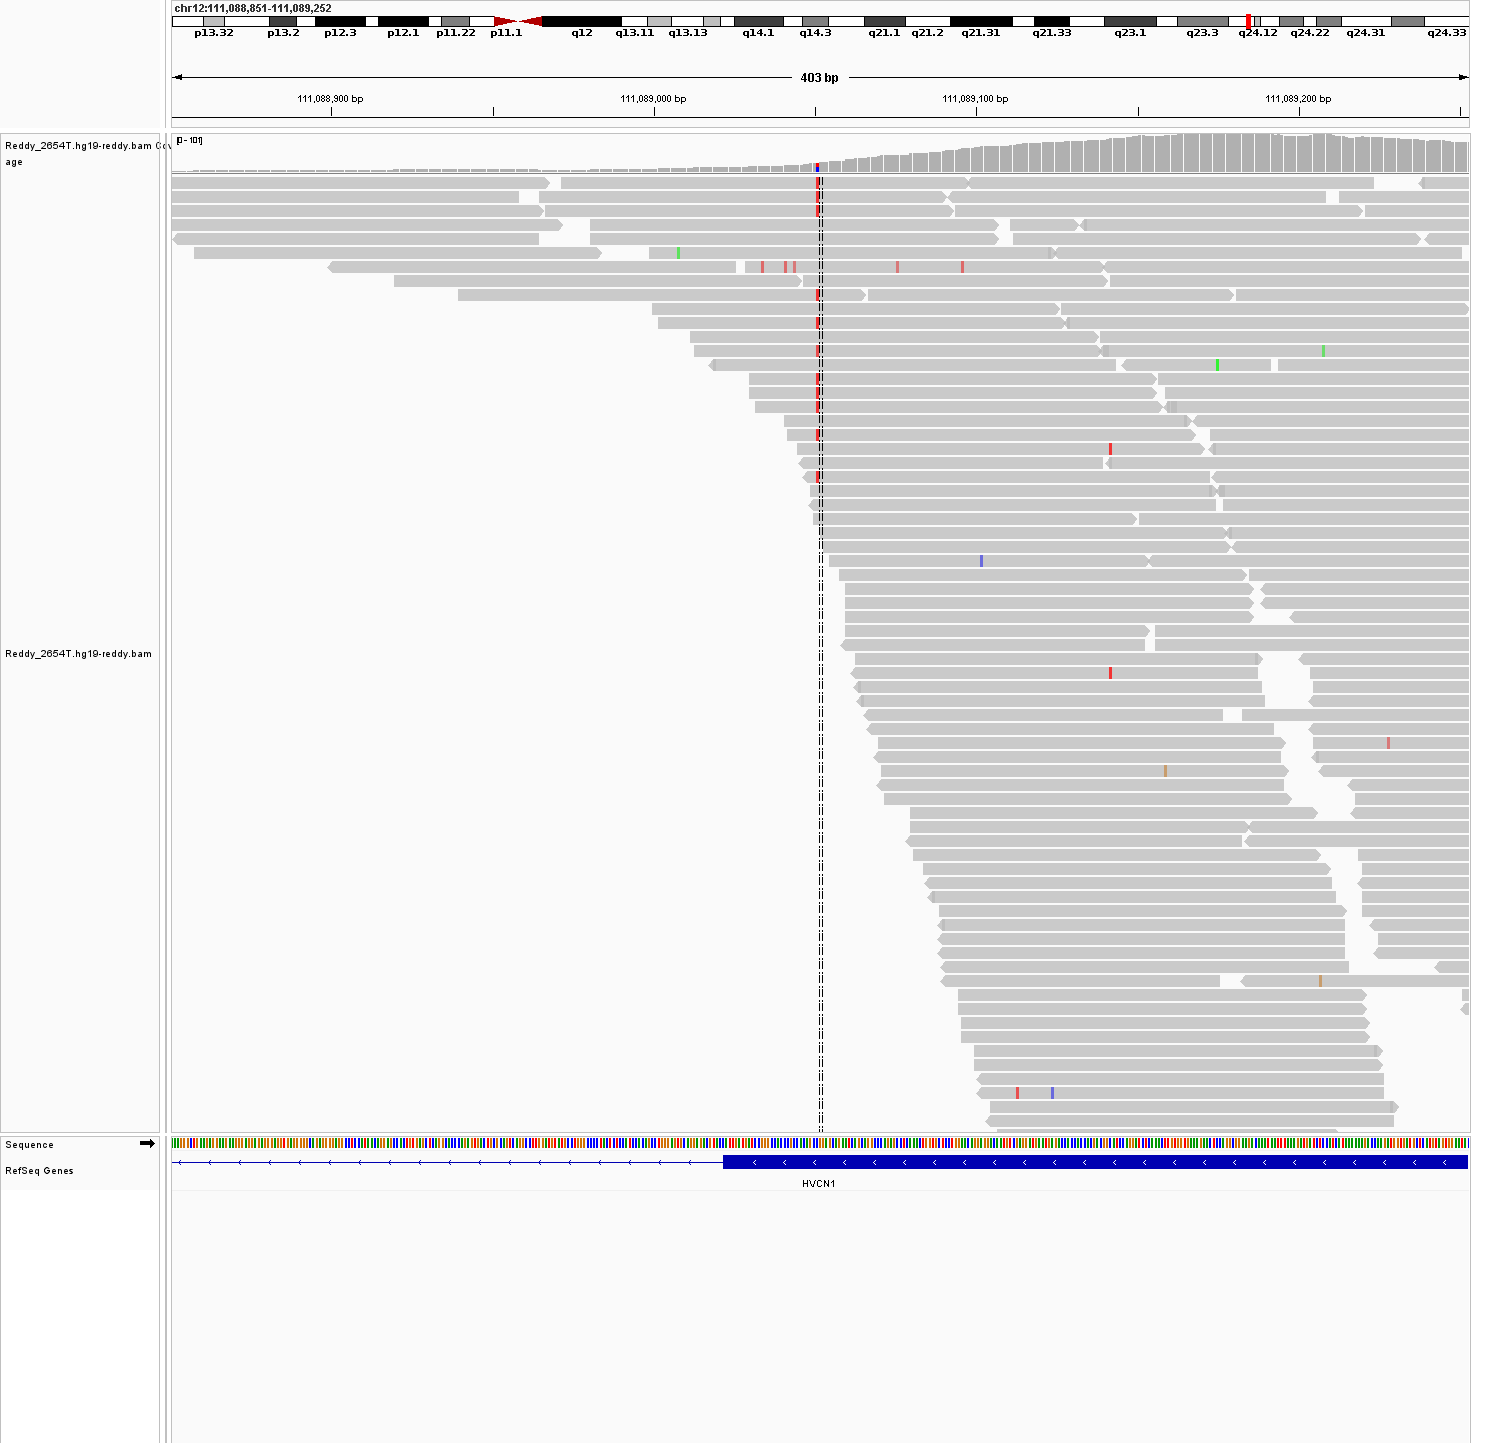 chr12:111,088,851-111,089,252
p13.32 p13.2 p12.3 p12.1 p11.22 p11.1 q12 q13.11 q13.13 q14.1 q14.3 q21.1 q21.2 q21.31 q21.33 q23.1 q23.3 q24.12 q24.22 q24.31 q24.33
403 bp
111,088,900 bp 111,089,000 bp 111,089,100 bp 111,089,200 bp
[0 - 101]
Reddy_2654T.hg19-reddy.bam Cov
age
Reddy_2654T.hg19-reddy.bam
Sequence
RefSeq Genes
HVCN1